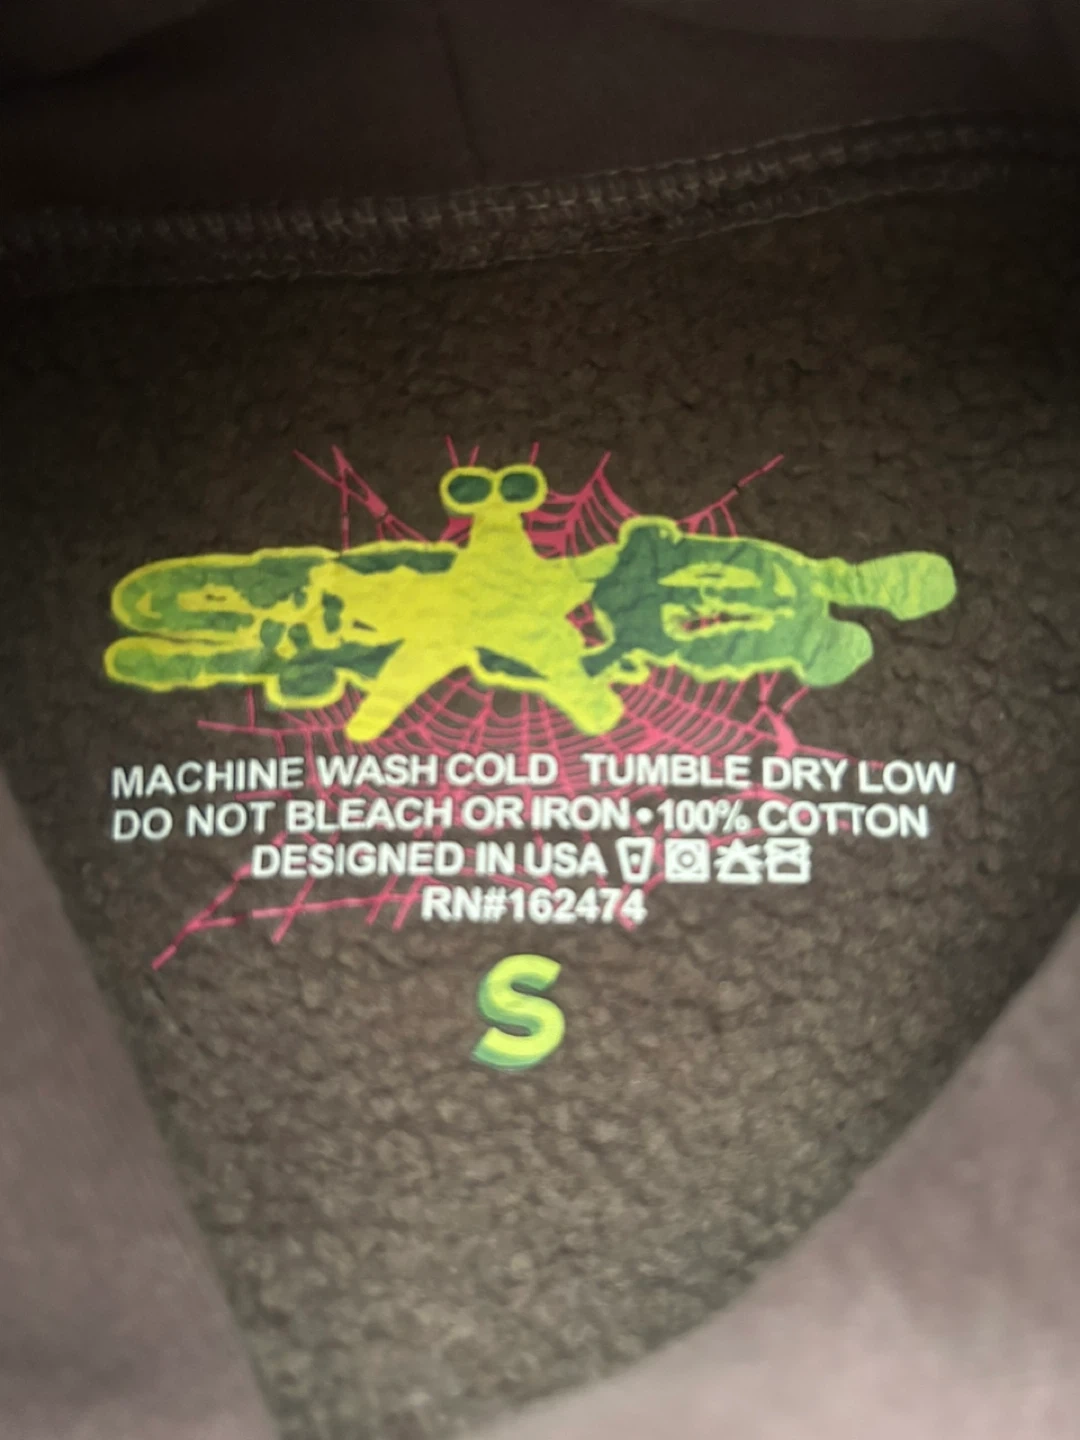 MACHINE WASH COLD TUMBLE DRY LOW
DO NOT BLEACH OR IRON • 100% COTTON
DESIGNED IN USA
RN#162474
S